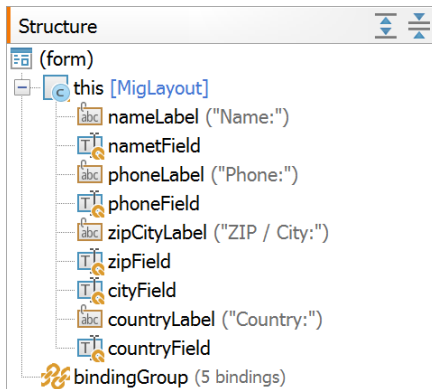 Structure
(form)
this [MigLayout]
nameLabel ("Name:")
nametField
phoneLabel ("Phone:")
phoneField
zipCityLabel ("ZIP / City:")
zipField
cityField
countryLabel ("Country:")
countryField
bindingGroup (5 bindings)